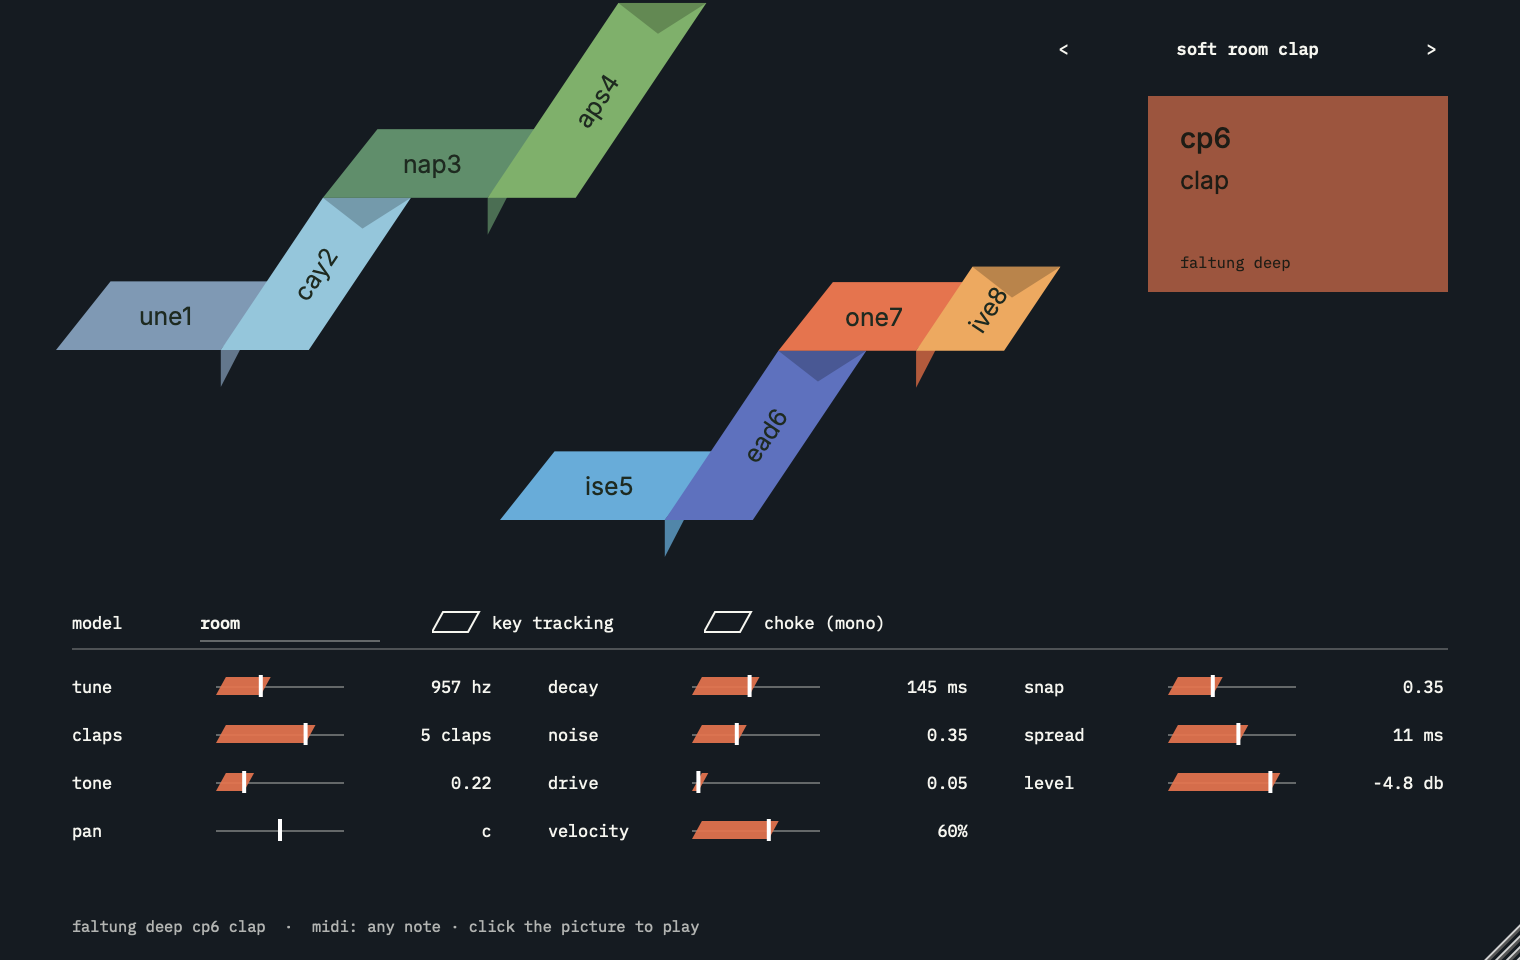 < soft room clap >
aps4
cp6
nap3
clap
cay2
faltung deep
une1
one7
ive8
ead6
ise5
model room key tracking choke (mono)
tune 957 hz decay 145 ms snap 0.35
claps 5 claps noise 0.35 spread 11 ms
tone 0.22 drive 0.05 level -4.8 db
pan c velocity 60%
faltung deep cp6 clap · midi: any note · click the picture to play